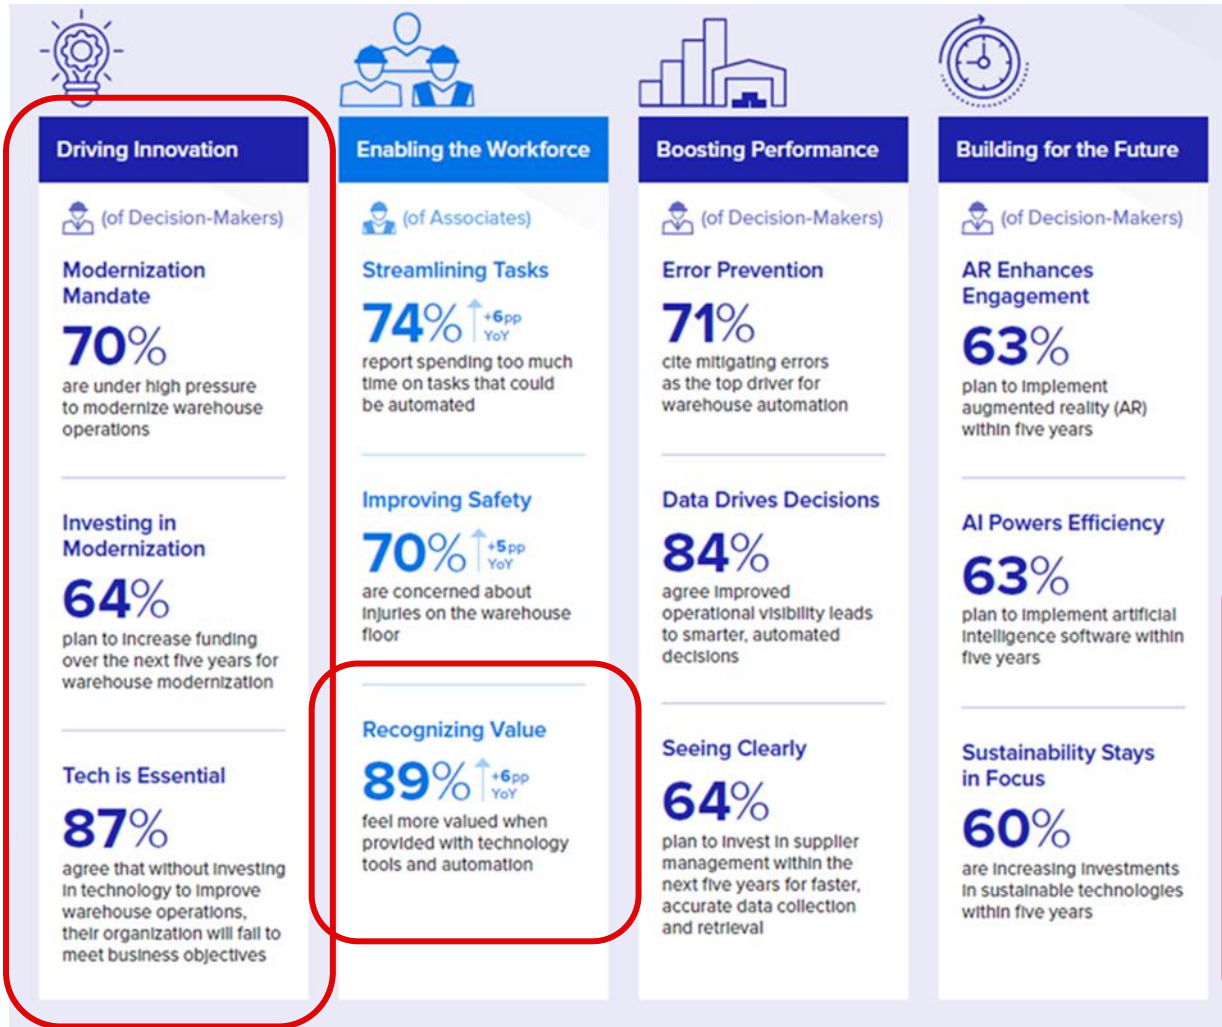 Driving Innovation
(of Decision-Makers)
Modernization
Mandate
70%
are under high pressure
to modernize warehouse
operations
Investing in
Modernization
64%
plan to increase funding
over the next five years for
warehouse modernization
Tech is Essential
87%
agree that without investing
in technology to improve
warehouse operations,
their organization will fail to
meet business objectives
Enabling the Workforce
(of Associates)
Streamlining Tasks
74% +6pp
YoY
report spending too much
time on tasks that could
be automated
Improving Safety
70% +5pp
YoY
are concerned about
injuries on the warehouse
floor
Recognizing Value
89% +6pp
YoY
feel more valued when
provided with technology
tools and automation
Boosting Performance
(of Decision-Makers)
Error Prevention
71%
cite mitigating errors
as the top driver for
warehouse automation
Data Drives Decisions
84%
agree improved
operational visibility leads
to smarter, automated
decisions
Seeing Clearly
64%
plan to invest in supplier
management within the
next five years for faster,
accurate data collection
and retrieval
Building for the Future
(of Decision-Makers)
AR Enhances
Engagement
63%
plan to implement
augmented reality (AR)
within five years
AI Powers Efficiency
63%
plan to implement artificial
intelligence software within
five years
Sustainability Stays
in Focus
60%
are increasing investments
in sustainable technologies
within five years